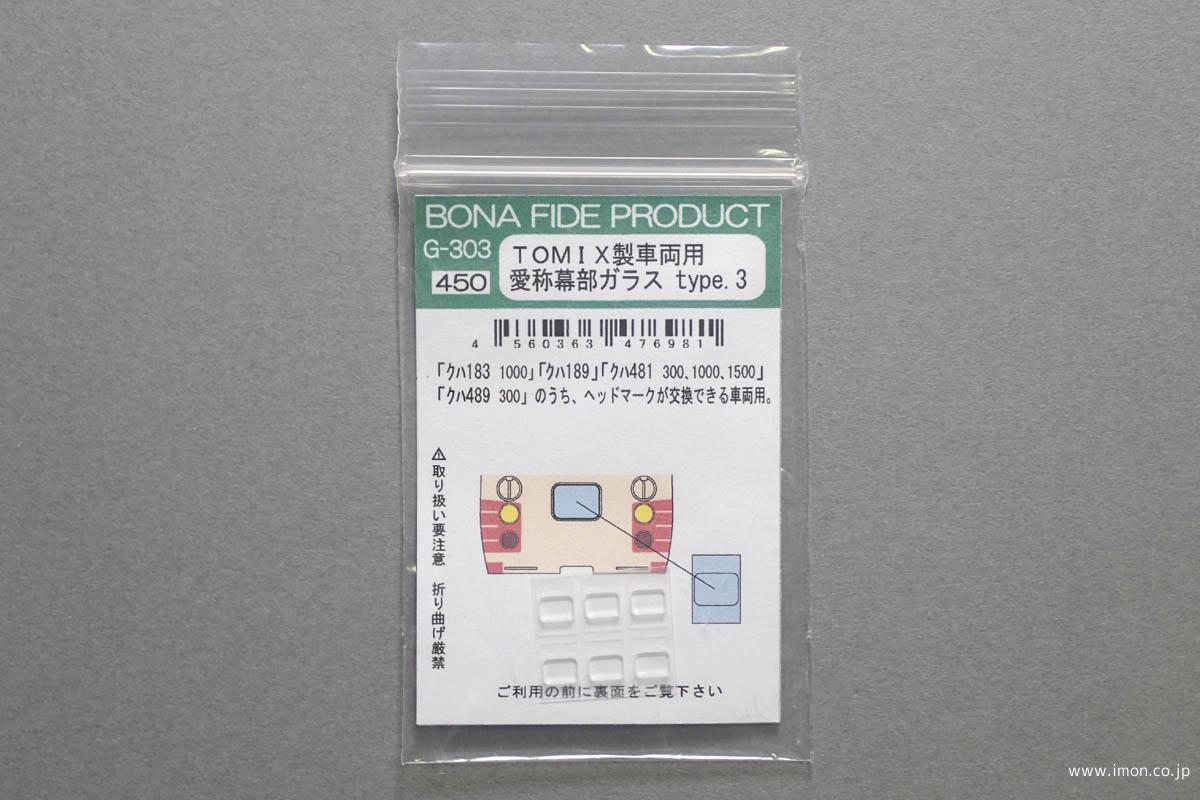 BONA FIDE PRODUCT
G-303
450
TOMIX製車両用
愛称幕部ガラス type.3
4 560363 476981
「クハ183 1000」「クハ189」「クハ481 300、1000、1500」
「クハ489 300」のうち、ヘッドマークが交換できる車両用。
⚠取り扱い要注意 折り曲げ厳禁
ご利用の前に裏面をご覧下さい
www.imon.co.jp